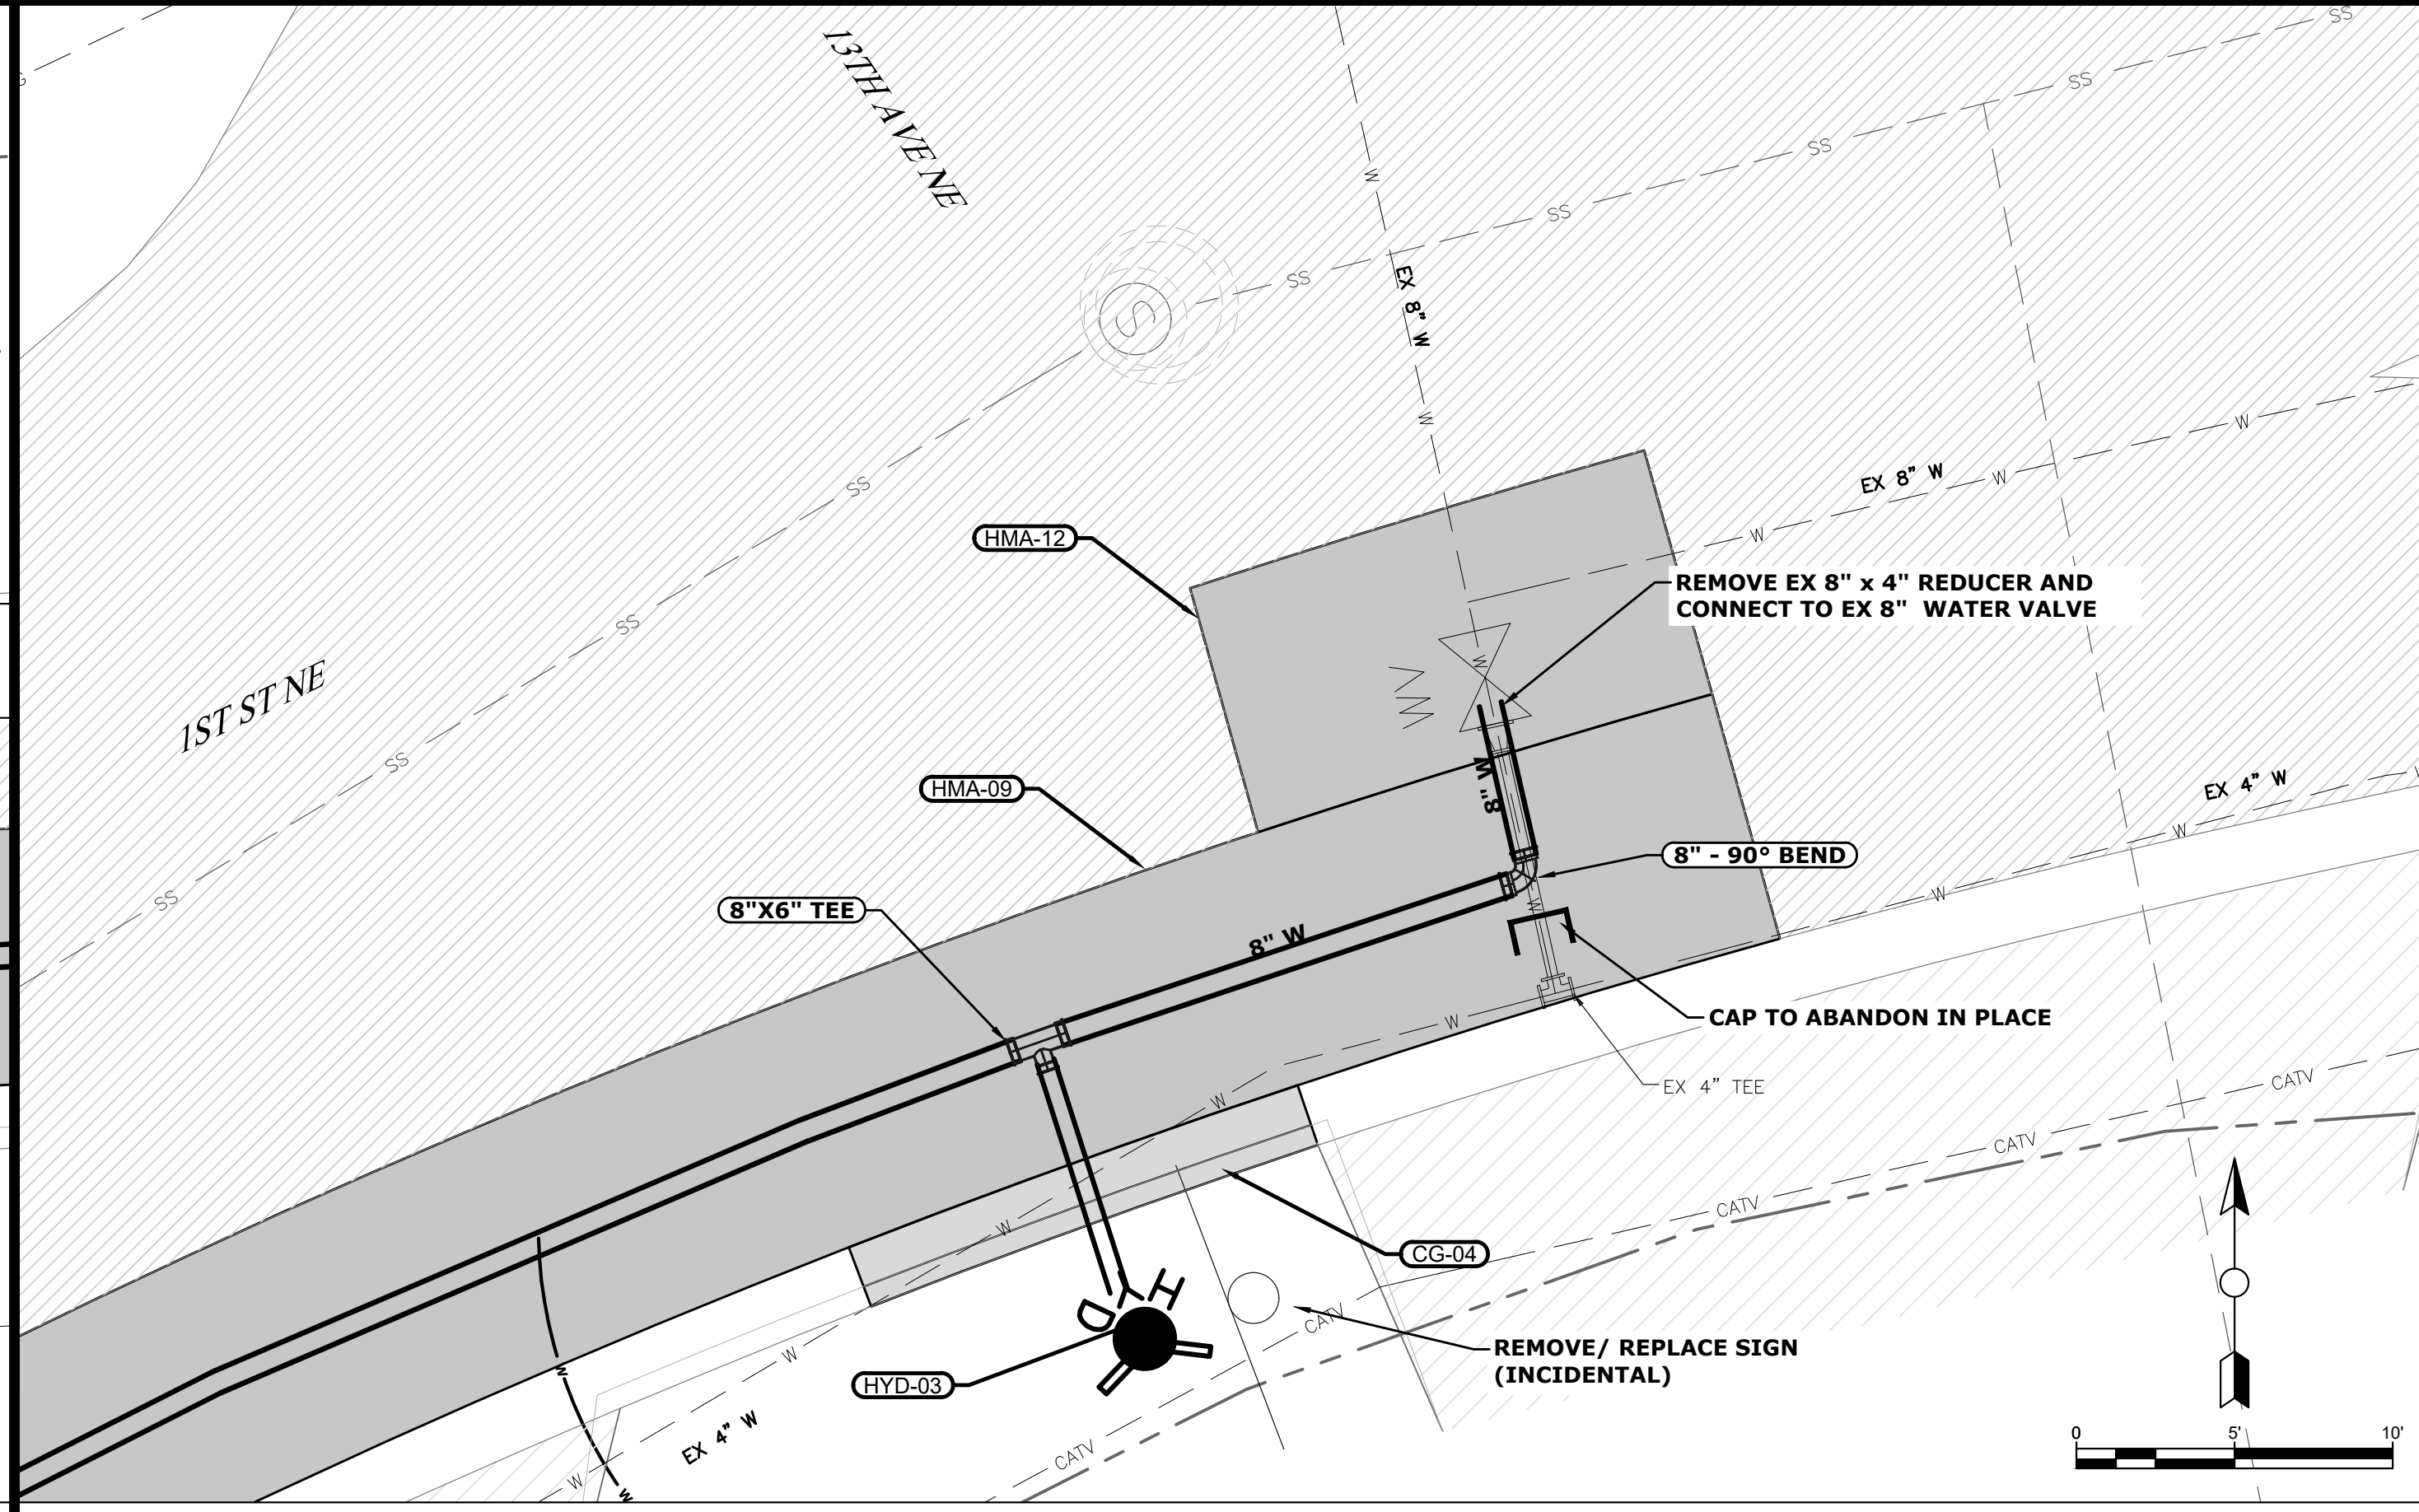 SS
13TH AVE NE
SS
W
SS
SS
SS
S
EX 8" W
W
W
EX 8" W
W
SS
W
HMA-12
REMOVE EX 8" x 4" REDUCER AND
CONNECT TO EX 8"  WATER VALVE
SS
W
W
1ST ST NE
SS
8" W
EX 4" W
HMA-09
W
8" - 90° BEND
W
SS
8"X6" TEE
W
8" W
CAP TO ABANDON IN PLACE
W
EX 4" TEE
CATV
W
CATV
CATV
W
CG-04
HYD
CATV
REMOVE/ REPLACE SIGN
(INCIDENTAL)
W
W
HYD-03
EX 4" W
CATV
W
W
0 5' 10'